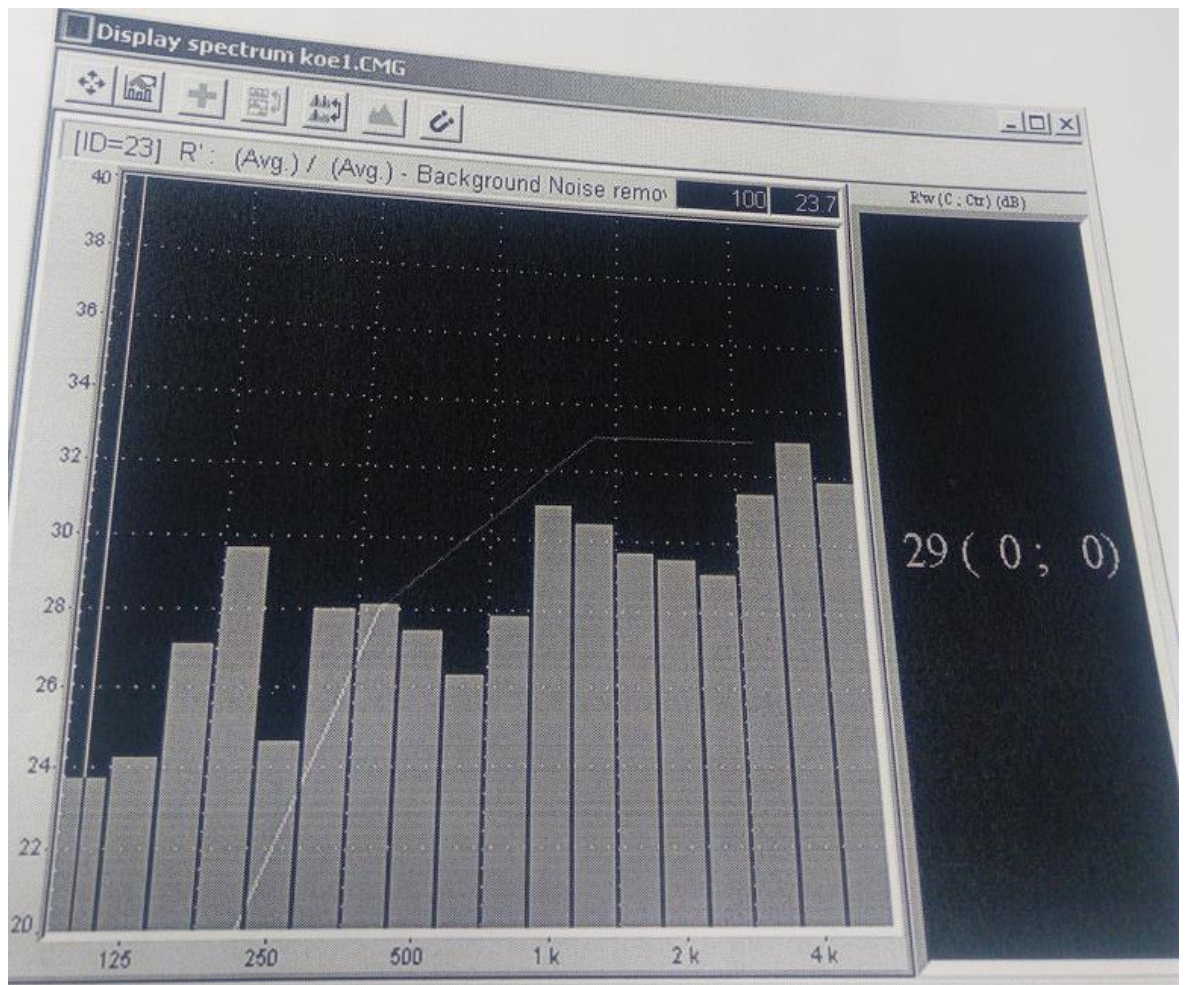 Display spectrum koe1.CMG
[ID=23] R' : (Avg.) / (Avg.) - Background Noise remov
100 23.7
R'w (C ; Ctr) (dB)
40
38
36
34
32
30
28
26
24
22
20
29 ( 0 ; 0)
125 250 500 1 k 2 k 4 k